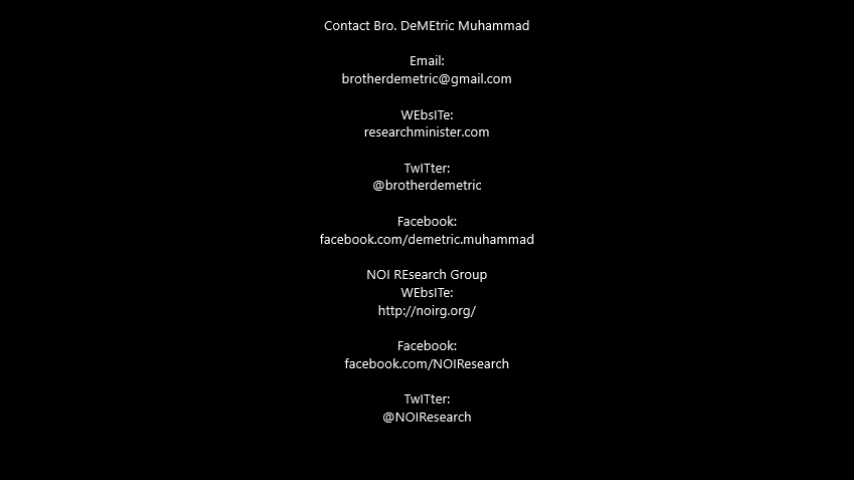 Contact Bro. DeMEtric Muhammad
Email:
brotherdemetric@gmail.com
WEbsITe:
researchminister.com
TwITter:
@brotherdemetric
Facebook:
facebook.com/demetric.muhammad
NOI REsearch Group
WEbsITe:
http://noirg.org/
Facebook:
facebook.com/NOIResearch
TwITter:
@NOIResearch